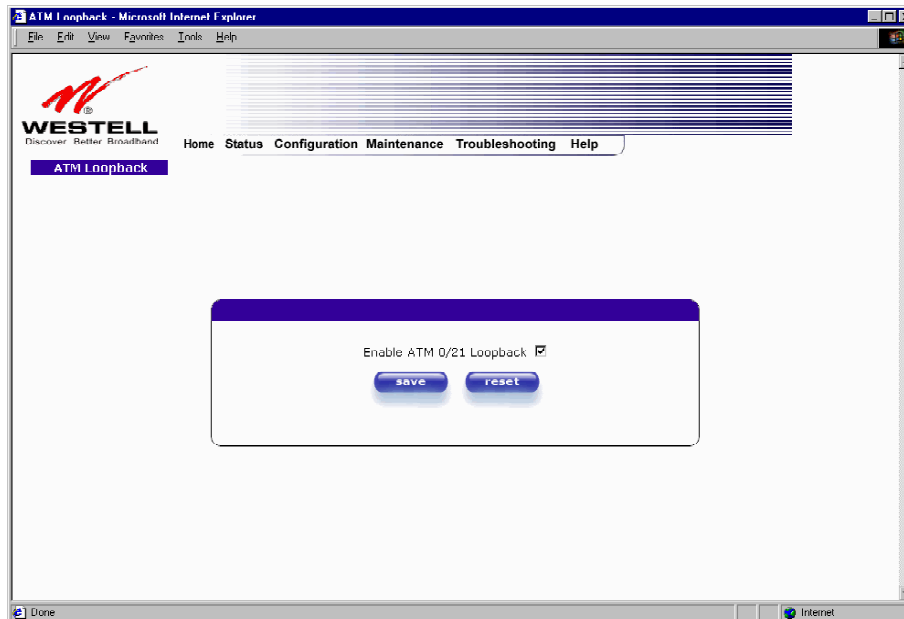 ATM Loopback - Microsoft Internet Explorer
File Edit View Favorites Tools Help
®
WESTELL
Discover Better Broadband
Home Status Configuration Maintenance Troubleshooting Help
ATM Loopback
Enable ATM 0/21 Loopback
save reset
Done
Internet